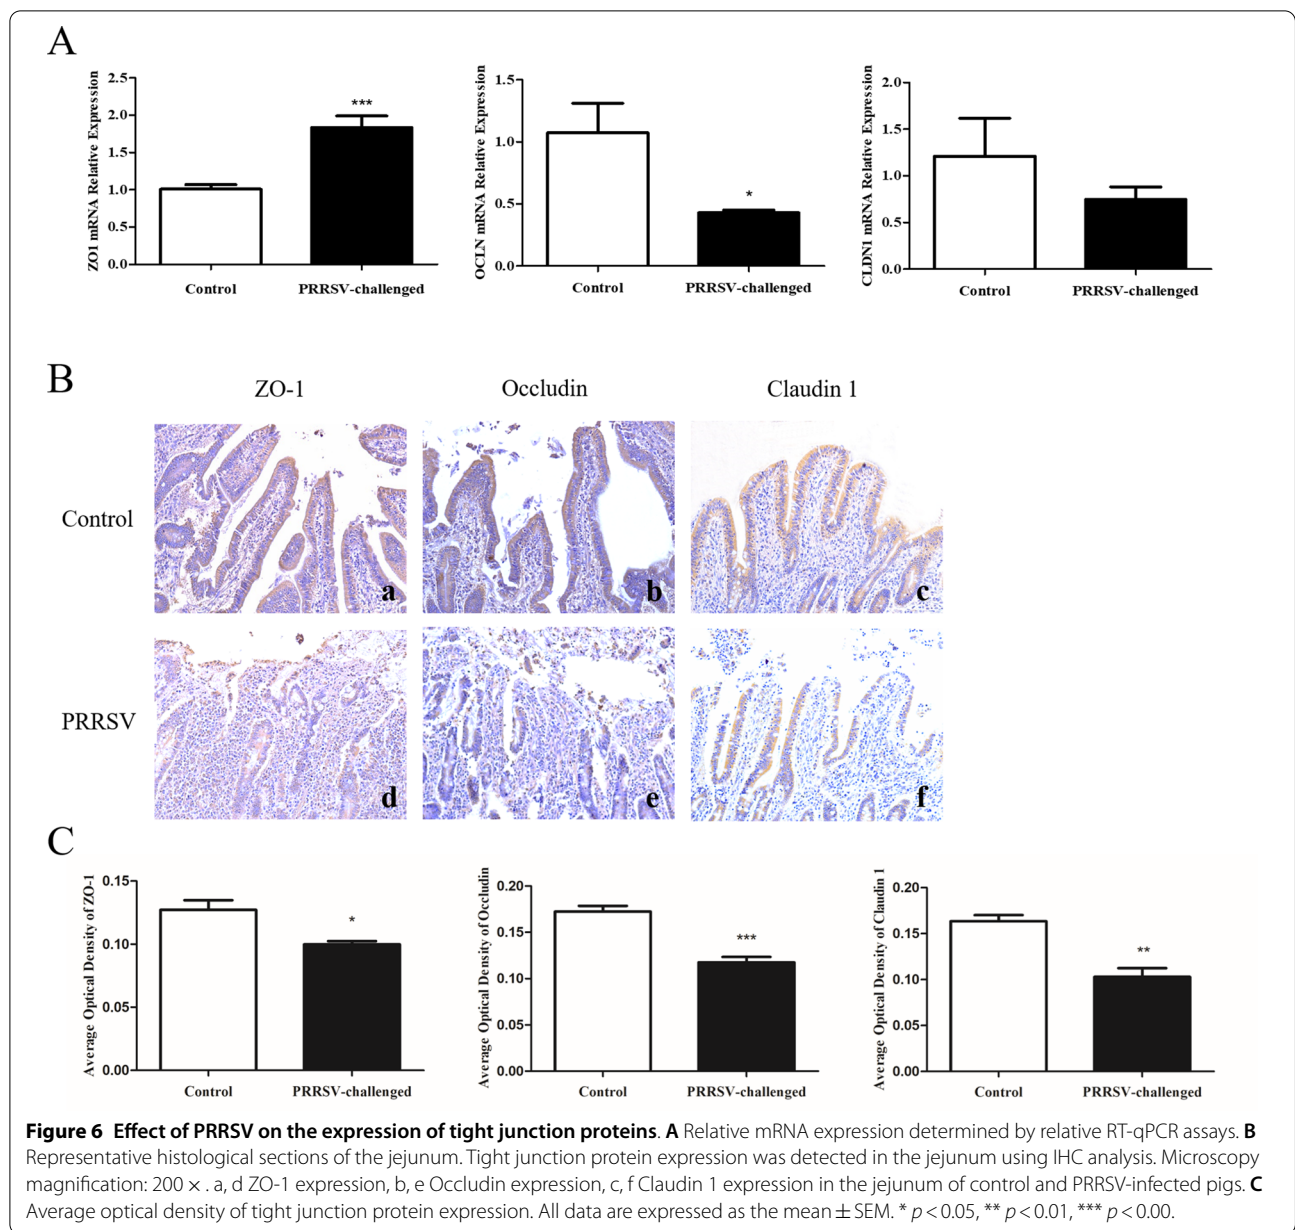 A
ZO1 mRNA Relative Expression
2.5
2.0
1.5
1.0
0.5
0.0
***
Control
PRRSV-challenged
OCLN mRNA Relative Expression
1.5
1.0
0.5
0.0
*
Control
PRRSV-challenged
CLDN1 mRNA Relative Expression
2.0
1.5
1.0
0.5
0.0
Control
PRRSV-challenged
B
ZO-1
Occludin
Claudin 1
Control
a
b
c
PRRSV
d
e
f
C
Average Optical Density of ZO-1
0.15
0.10
0.05
0.00
*
Control
PRRSV-challenged
Average Optical Density of Occludin
0.20
0.15
0.10
0.05
0.00
***
Control
PRRSV-challenged
Average Optical Density of Claudin 1
0.20
0.15
0.10
0.05
0.00
**
Control
PRRSV-challenged
Figure 6 Effect of PRRSV on the expression of tight junction proteins. A Relative mRNA expression determined by relative RT-qPCR assays. B
Representative histological sections of the jejunum. Tight junction protein expression was detected in the jejunum using IHC analysis. Microscopy
magnification: 200 ×. a, d ZO-1 expression, b, e Occludin expression, c, f Claudin 1 expression in the jejunum of control and PRRSV-infected pigs. C
Average optical density of tight junction protein expression. All data are expressed as the mean ± SEM. * p < 0.05, ** p < 0.01, *** p < 0.00.